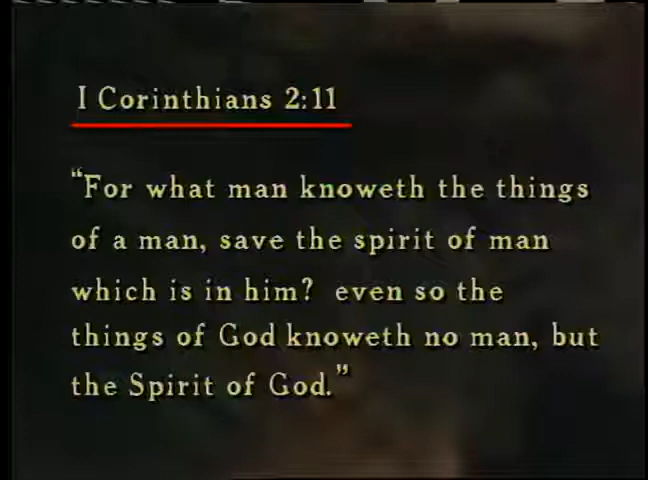 I Corinthians 2:11
“For what man knoweth the things
of a man, save the spirit of man
which is in him?  even so the
things of God knoweth no man, but
the Spirit of God.”